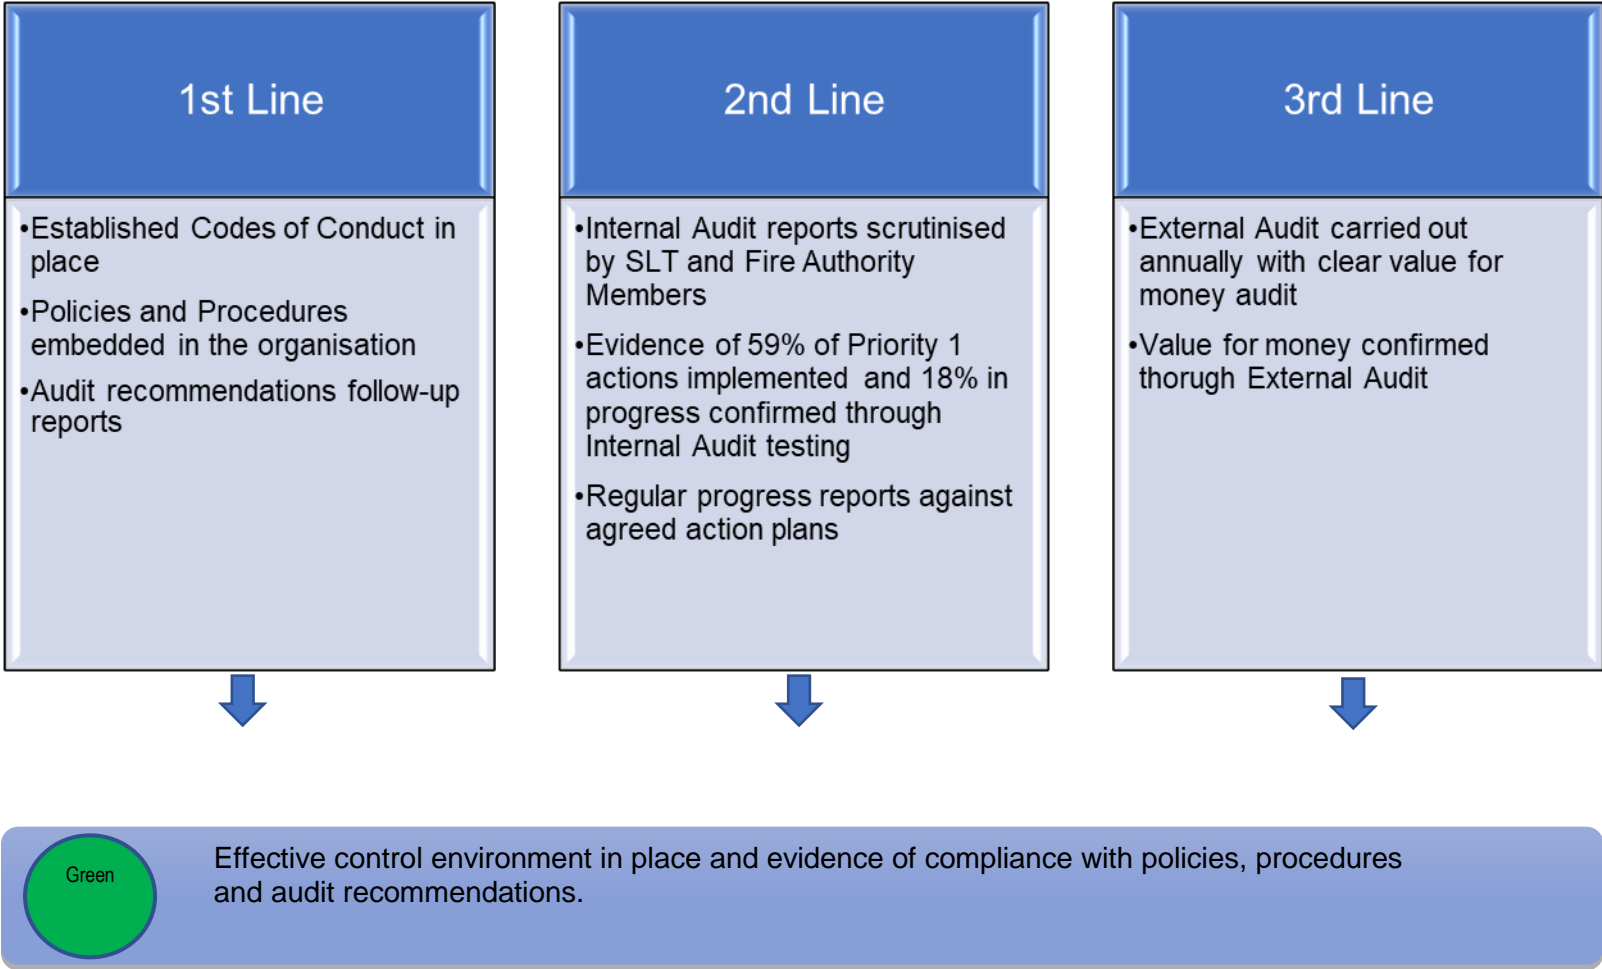 1st Line
•Established Codes of Conduct in
place
•Policies and Procedures
embedded in the organisation
•Audit recommendations follow-up
reports
2nd Line
•Internal Audit reports scrutinised
by SLT and Fire Authority
Members
•Evidence of 59% of Priority 1
actions implemented and 18% in
progress confirmed through
Internal Audit testing
•Regular progress reports against
agreed action plans
3rd Line
•External Audit carried out
annually with clear value for
money audit
•Value for money confirmed
thorugh External Audit
Green
Effective control environment in place and evidence of compliance with policies, procedures
and audit recommendations.